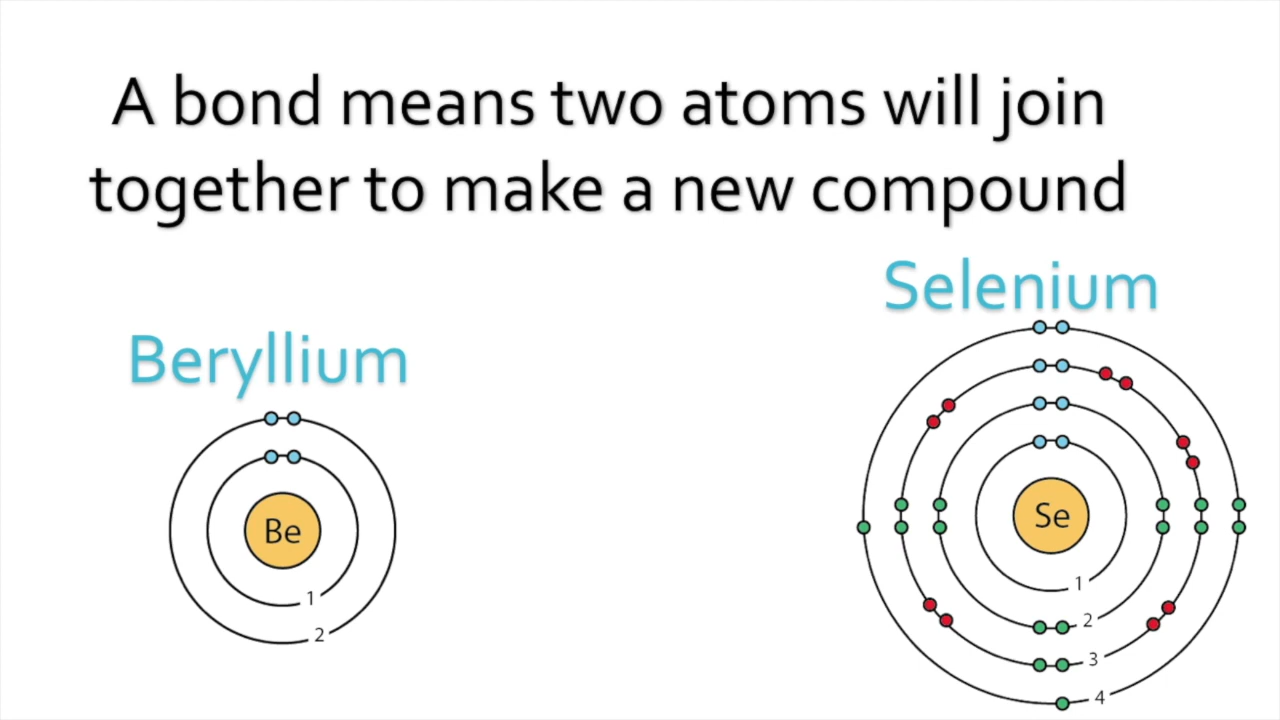 A bond means two atoms will join
together to make a new compound
Selenium
Beryllium
Be
1
2
Se
1
2
3
4